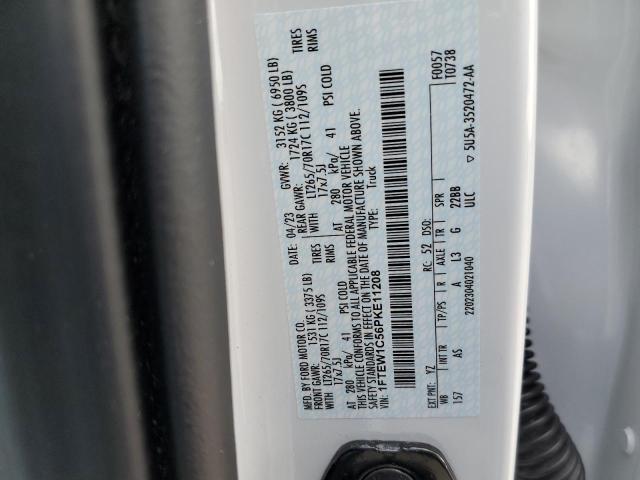 MFD. BY FORD MOTOR CO. DATE: 04/23 GVWR: 3152 KG ( 6950 LB)
FRONT GAWR: 1531 KG (3375 LB) REAR GAWR: 1724 KG ( 3800 LB)
WITH LT265/70R17C 112/109S TIRES WITH LT265/70R17C 112/109S TIRES
17x7.5J RIMS 17x7.5J RIMS
AT 280 kPa/ 41 PSI COLD AT 280 kPa/ 41 PSI COLD
THIS VEHICLE CONFORMS TO ALL APPLICABLE FEDERAL MOTOR VEHICLE
SAFETY STANDARDS IN EFFECT ON THE DATE OF MANUFACTURE SHOWN ABOVE.
VIN: 1FTEW1C56PKE11208 TYPE: Truck
F0057
T0738
EXT PNT: YZ RC: 52 DSO:
WB INT TR TP/PS R AXLE TR SPR
157 AS A L3 G 22BB
2202304021040 ULC ▽ 5U5A-3520472-AA